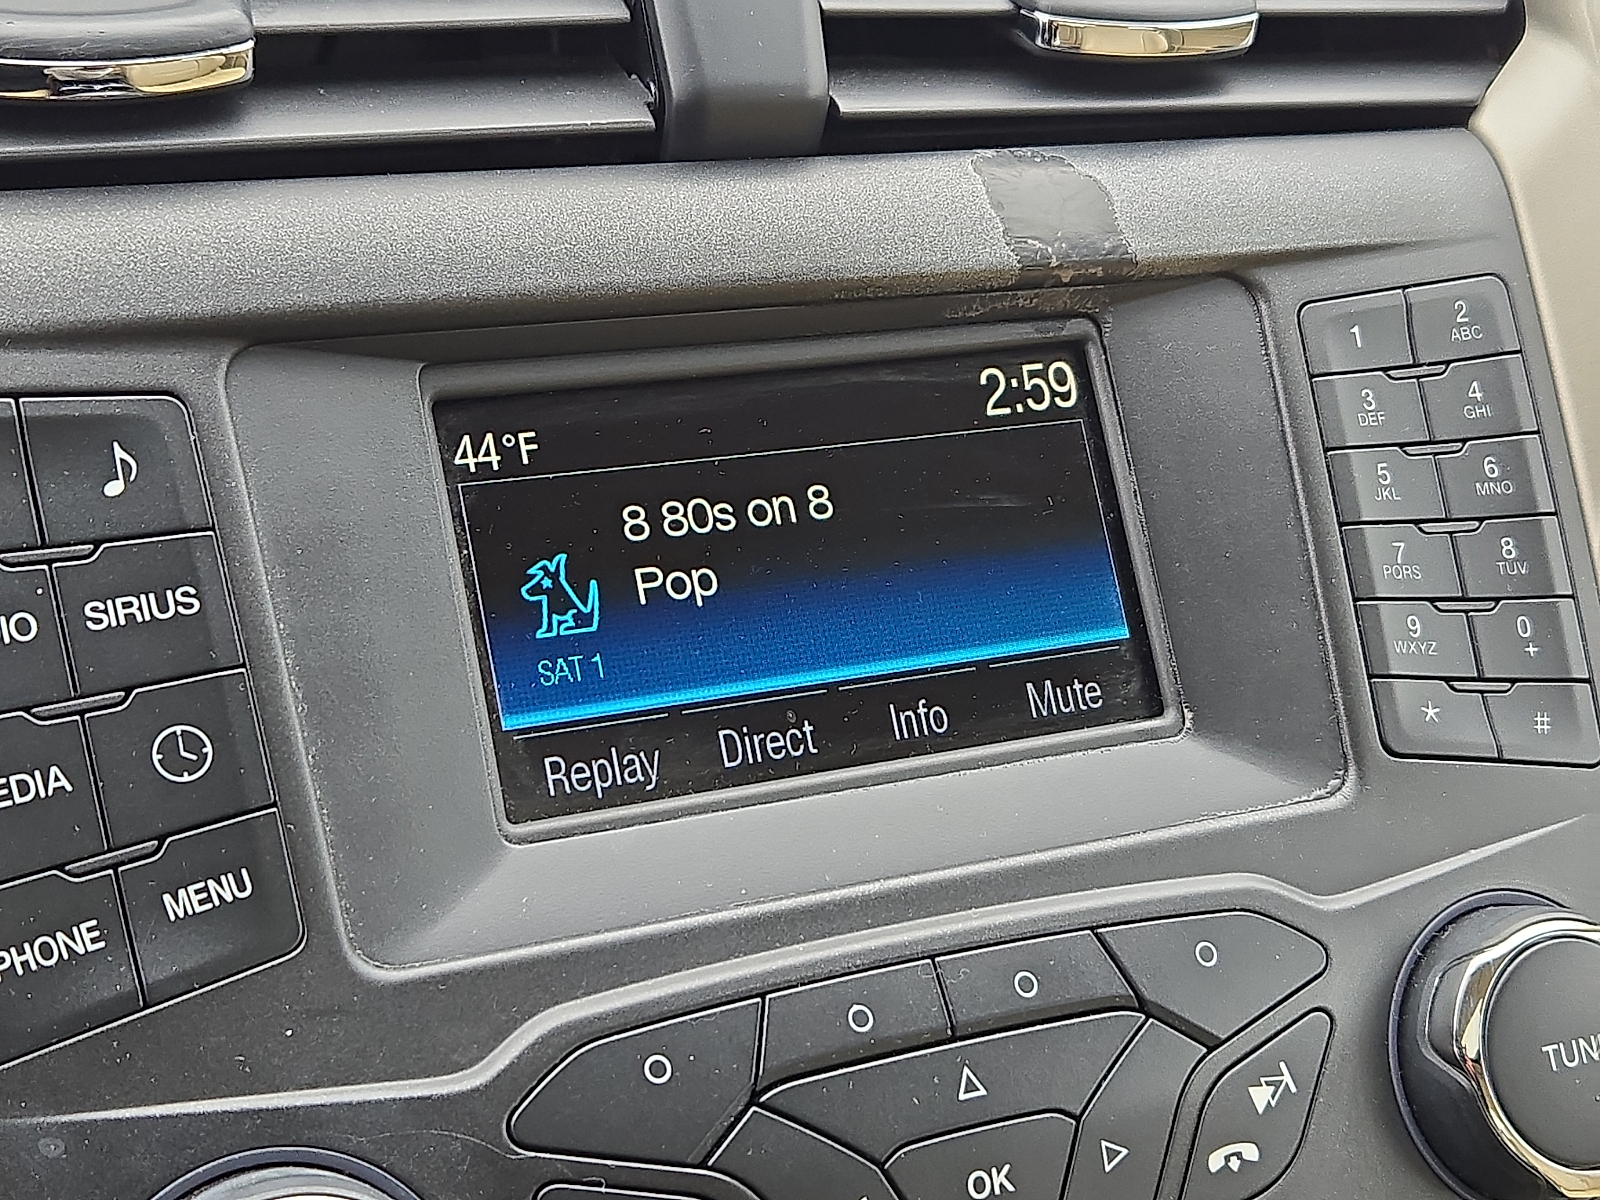 2:59
44°F
8 80s on 8
Pop
SAT 1
Replay Direct Info Mute
SIRIUS
MENU
PHONE
1
2 ABC
3 DEF
4 GHI
5 JKL
6 MNO
7 PQRS
8 TUV
9 WXYZ
0 +
*
#
OK